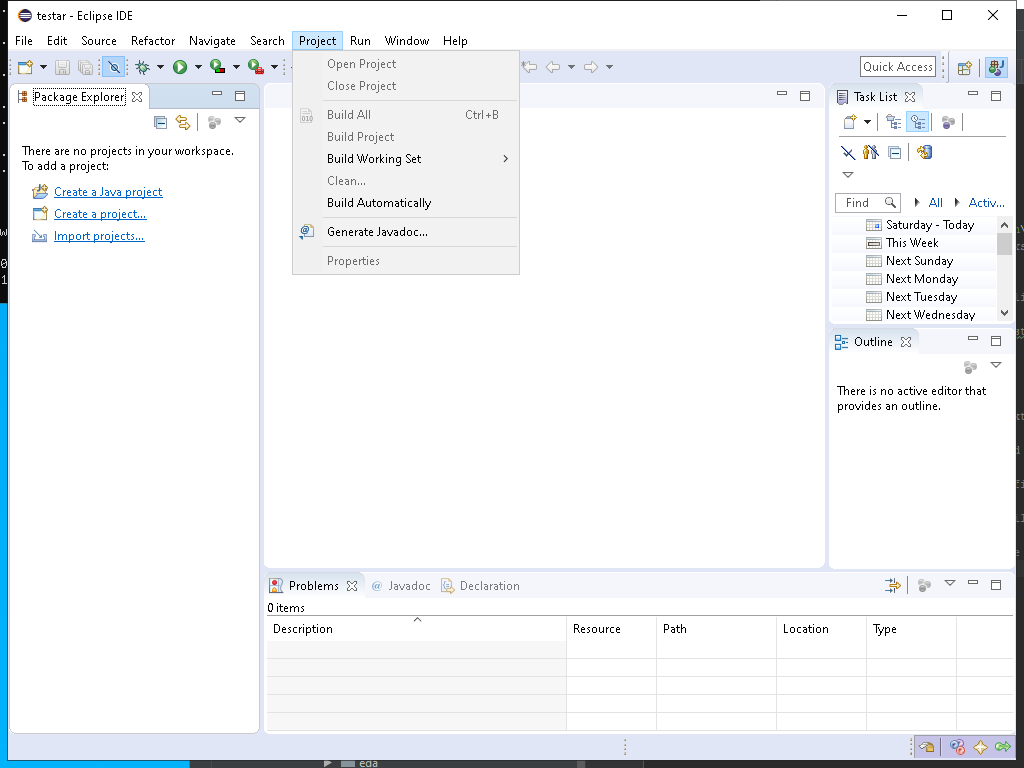 testar - Eclipse IDE
File Edit Source Refactor Navigate Search Project Run Window Help
Open Project
Close Project
Build All Ctrl+B
Build Project
Build Working Set
Clean...
Build Automatically
Generate Javadoc...
Properties
Quick Access
Package Explorer
There are no projects in your workspace.
To add a project:
Create a Java project
Create a project...
Import projects...
Task List
Find All Activ...
Saturday - Today
This Week
Next Sunday
Next Monday
Next Tuesday
Next Wednesday
Outline
There is no active editor that
provides an outline.
Problems @ Javadoc Declaration
0 items
Description Resource Path Location Type
eda